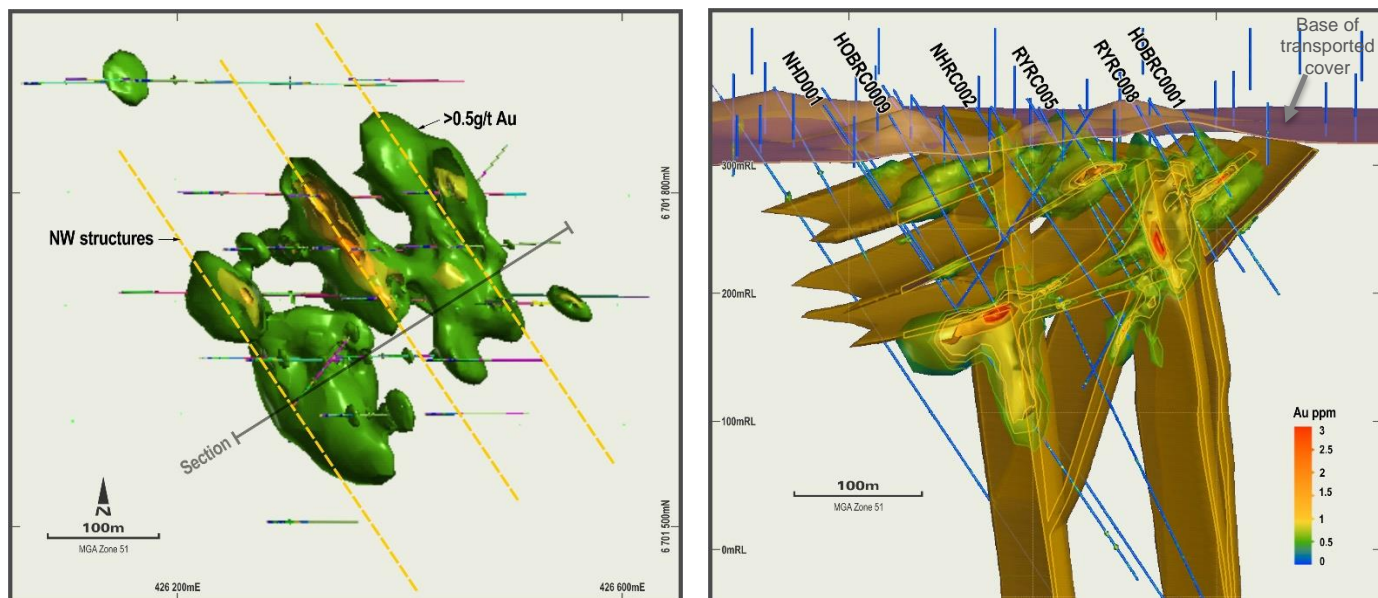 >0.5g/t Au
NW structures
Section
N
100m
MGA Zone 51
426 200mE
426 600mE
6 701 800mN
6 701 500mN
NHD001
HOBRC0009
NHRC002
RYRC005
RYRC008
HOBRC0001
Base of
transported
cover
300mRL
200mRL
100mRL
0mRL
100m
MGA Zone 51
Au ppm
3
2.5
2
1.5
1
0.5
0